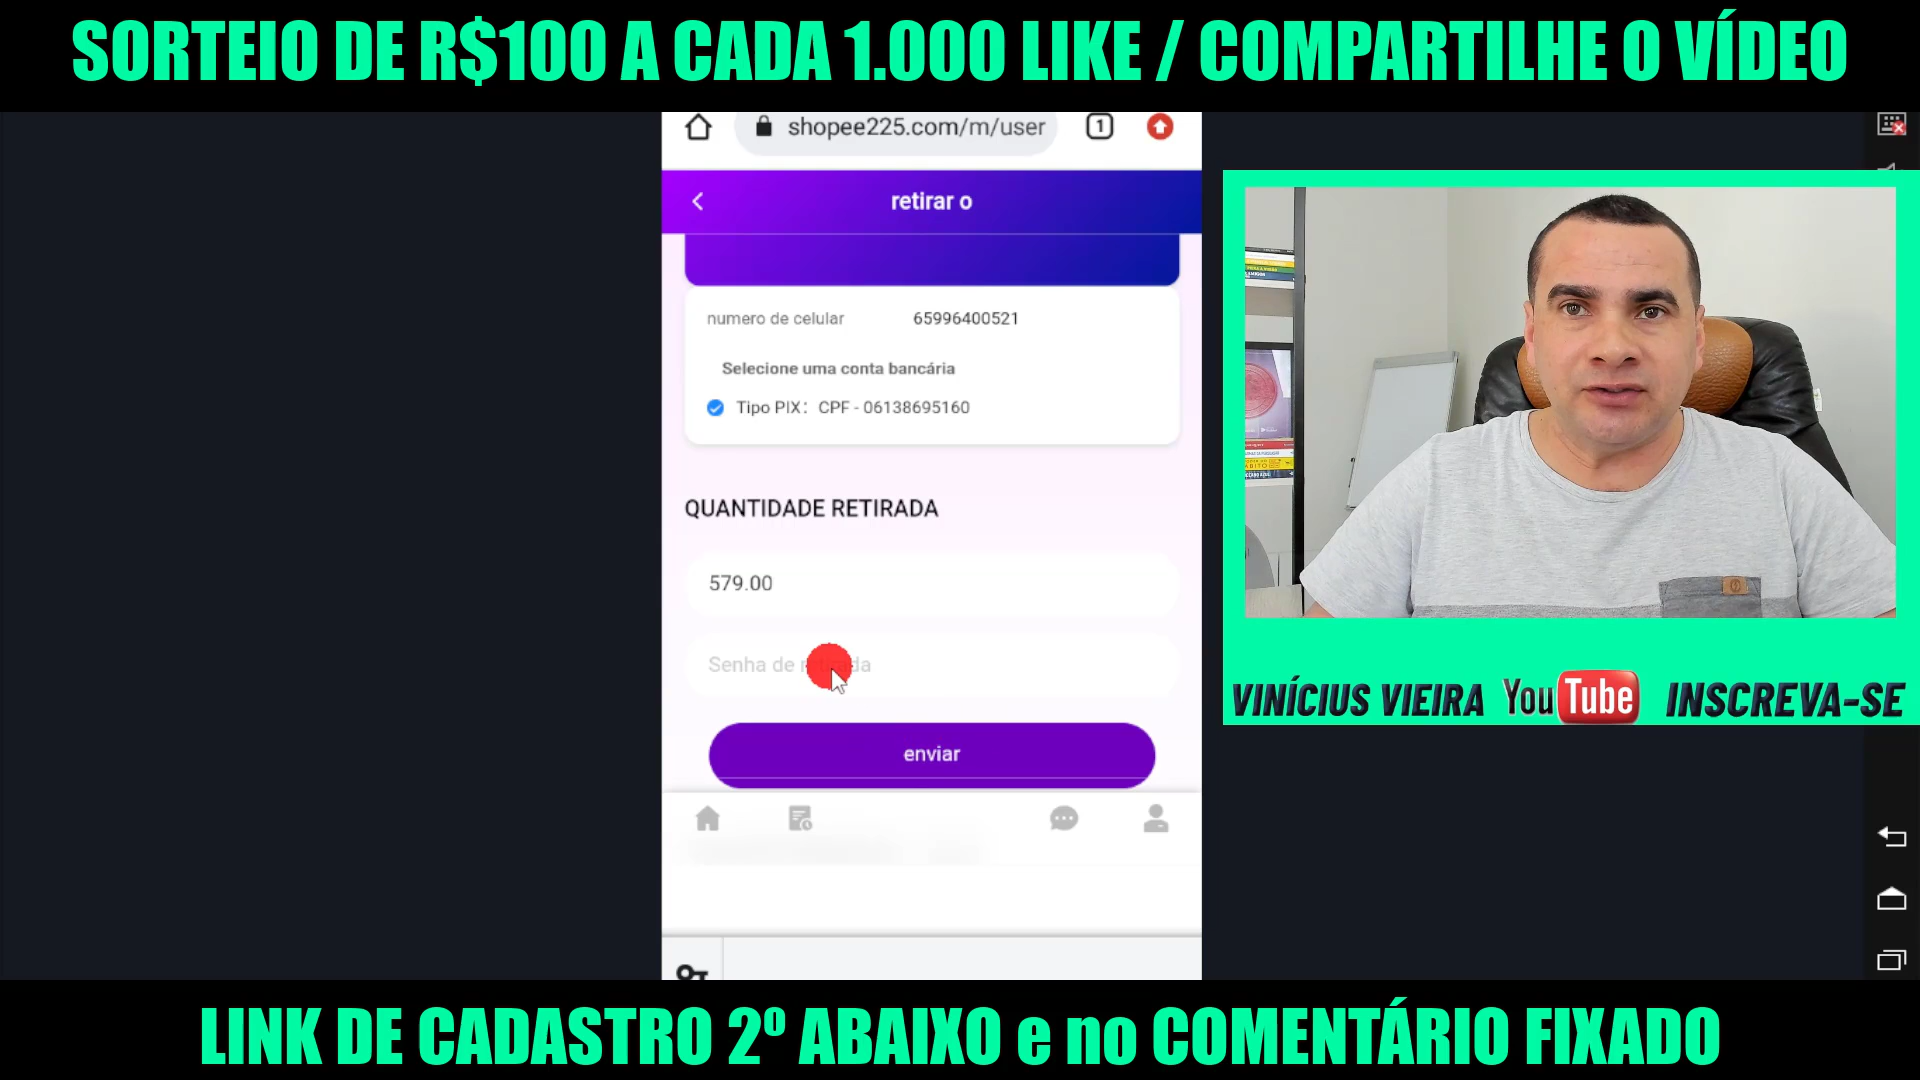 SORTEIO DE R$100 A CADA 1.000 LIKE / COMPARTILHE O VÍDEO
shopee225.com/m/user
1
retirar o
numero de celular 65996400521
Selecione uma conta bancária
Tipo PIX: CPF - 06138695160
QUANTIDADE RETIRADA
579.00
Senha de
enviar
VINÍCIUS VIEIRA YouTube INSCREVA-SE
LINK DE CADASTRO 2º ABAIXO e no COMENTÁRIO FIXADO